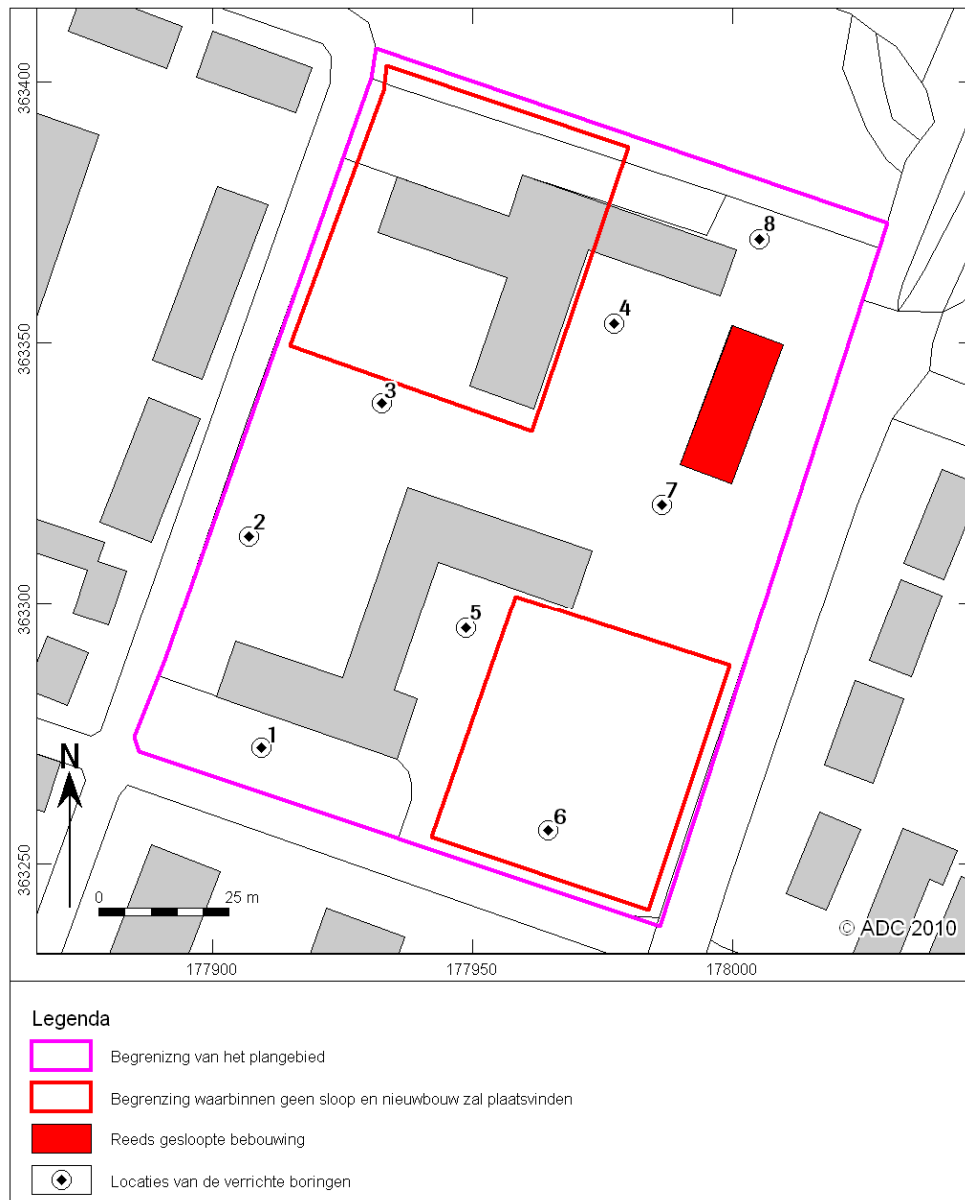 363400
363350
363300
363250
8
4
3
7
2
5
1
6
N
0 25 m
© ADC 2010
177900 177950 178000
Legenda
Begrenizng van het plangebied
Begrenzing waarbinnen geen sloop en nieuwbouw zal plaatsvinden
Reeds gesloopte bebouwing
Locaties van de verrichte boringen